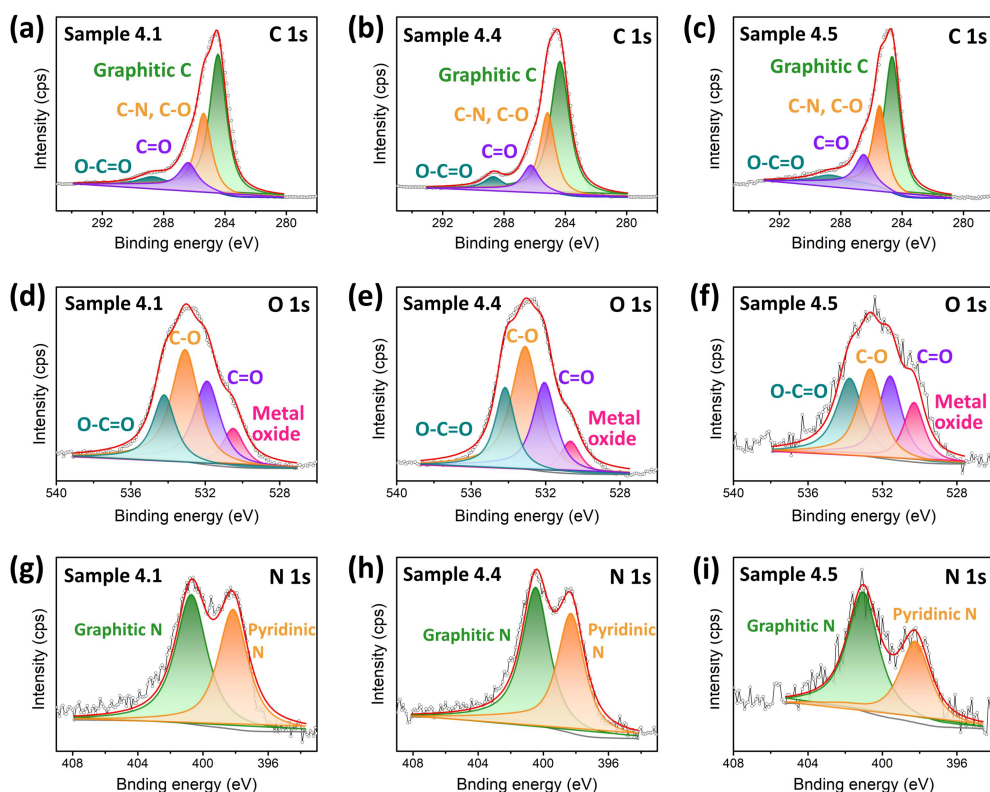 (a) Sample 4.1 C 1s
Graphitic C
C-N, C-O
C=O
O-C=O
Intensity (cps)
292 288 284 280
Binding energy (eV)
(b) Sample 4.4 C 1s
Graphitic C
C-N, C-O
C=O
O-C=O
Intensity (cps)
292 288 284 280
Binding energy (eV)
(c) Sample 4.5 C 1s
Graphitic C
C-N, C-O
C=O
O-C=O
Intensity (cps)
292 288 284 280
Binding energy (eV)
(d) Sample 4.1 O 1s
C-O
C=O
O-C=O
Metal
oxide
Intensity (cps)
540 536 532 528
Binding energy (eV)
(e) Sample 4.4 O 1s
C-O
C=O
O-C=O
Metal
oxide
Intensity (cps)
540 536 532 528
Binding energy (eV)
(f) Sample 4.5 O 1s
C-O
C=O
O-C=O
Metal
oxide
Intensity (cps)
540 536 532 528
Binding energy (eV)
(g) Sample 4.1 N 1s
Graphitic N
Pyridinic
N
Intensity (cps)
408 404 400 396
Bnding energy (eV)
(h) Sample 4.4 N 1s
Graphitic N
Pyridinic
N
Intensity (cps)
408 404 400 396
Binding energy (eV)
(i) Sample 4.5 N 1s
Graphitic N
Pyridinic N
Intensity (cps)
408 404 400 396
Binding energy (eV)